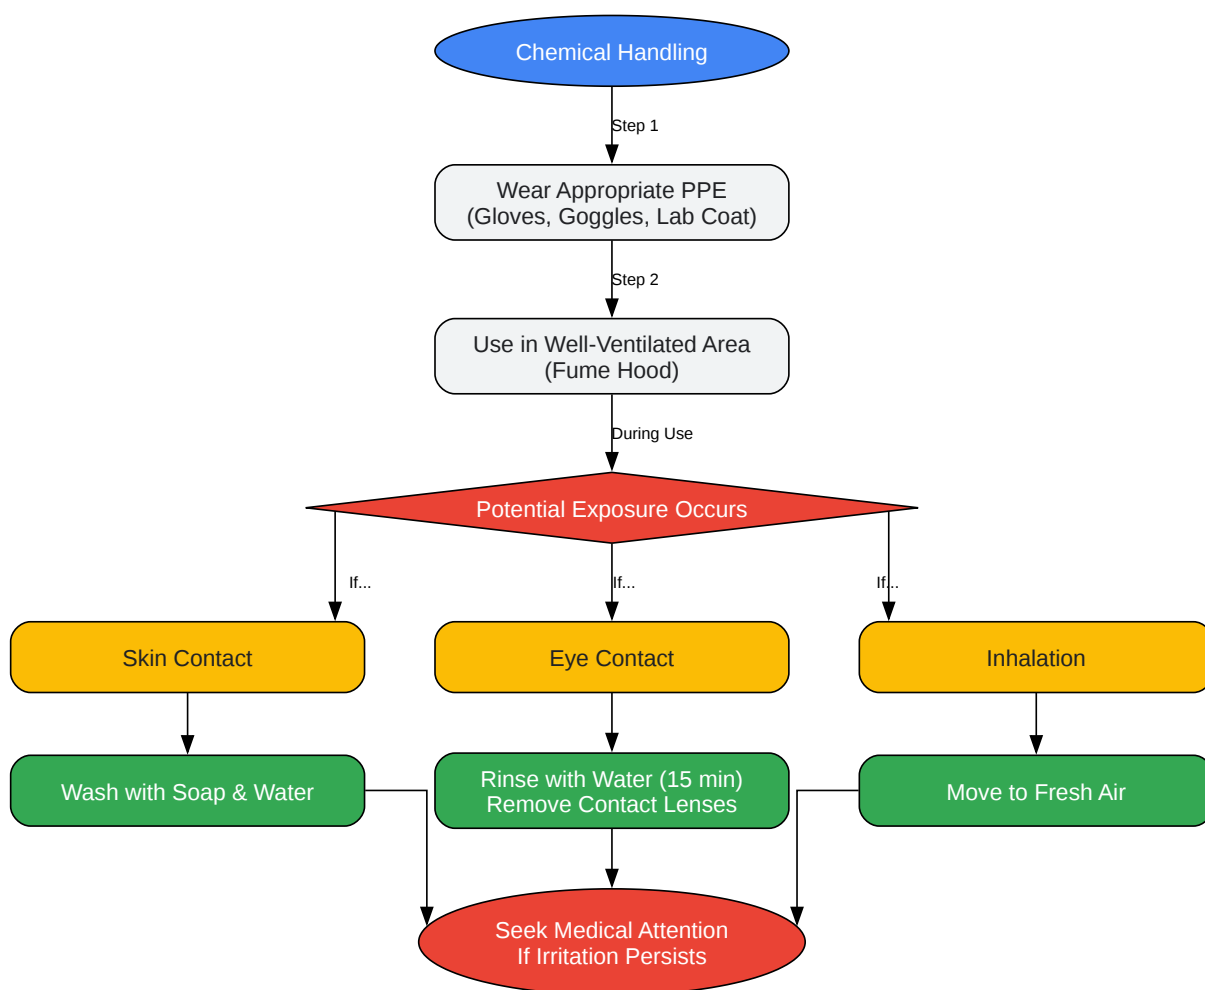 Chemical Handling
Step 1
Wear Appropriate PPE
(Gloves, Goggles, Lab Coat)
Step 2
Use in Well-Ventilated Area
(Fume Hood)
During Use
Potential Exposure Occurs
If...
If...
If...
Skin Contact
Eye Contact
Inhalation
Wash with Soap & Water
Rinse with Water (15 min)
Remove Contact Lenses
Move to Fresh Air
Seek Medical Attention
If Irritation Persists